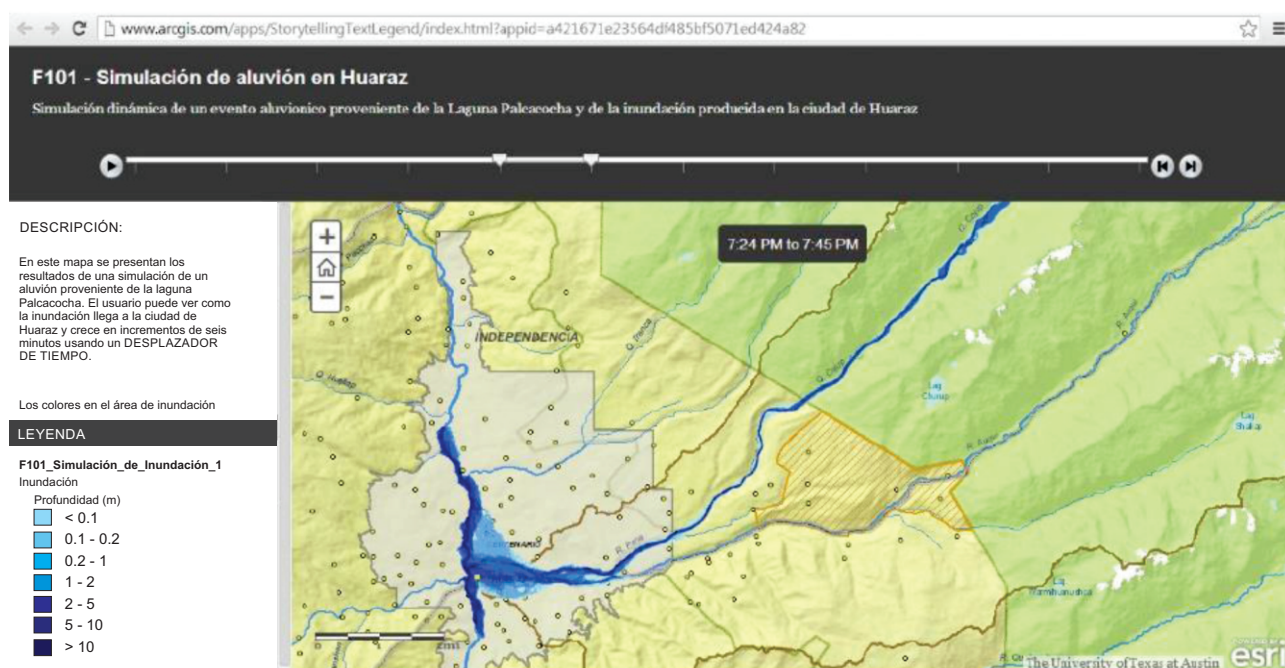 www.arcgis.com/apps/StorytellingTextLegend/index.html?appid=a421671e23564df485bf5071ed424a82
F101 - Simulación de aluvión en Huaraz
Simulación dinámica de un evento aluvionico proveniente de la Laguna Palcacocha y de la inundación producida en la ciudad de Huaraz
DESCRIPCIÓN:
En este mapa se presentan los
resultados de una simulación de un
aluvión proveniente de la laguna
Palcacocha. El usuario puede ver como
la inundación llega a la ciudad de
Huaraz y crece en incrementos de seis
minutos usando un DESPLAZADOR
DE TIEMPO.
Los colores en el área de inundación
LEYENDA
F101_Simulación_de_Inundación_1
Inundación
Profundidad (m)
< 0.1
0.1 - 0.2
0.2 - 1
1 - 2
2 - 5
5 - 10
> 10
+
−
7:24 PM to 7:45 PM
INDEPENDENCIA
Lag
Lag
Lag
The University of Texas at Austin
esri